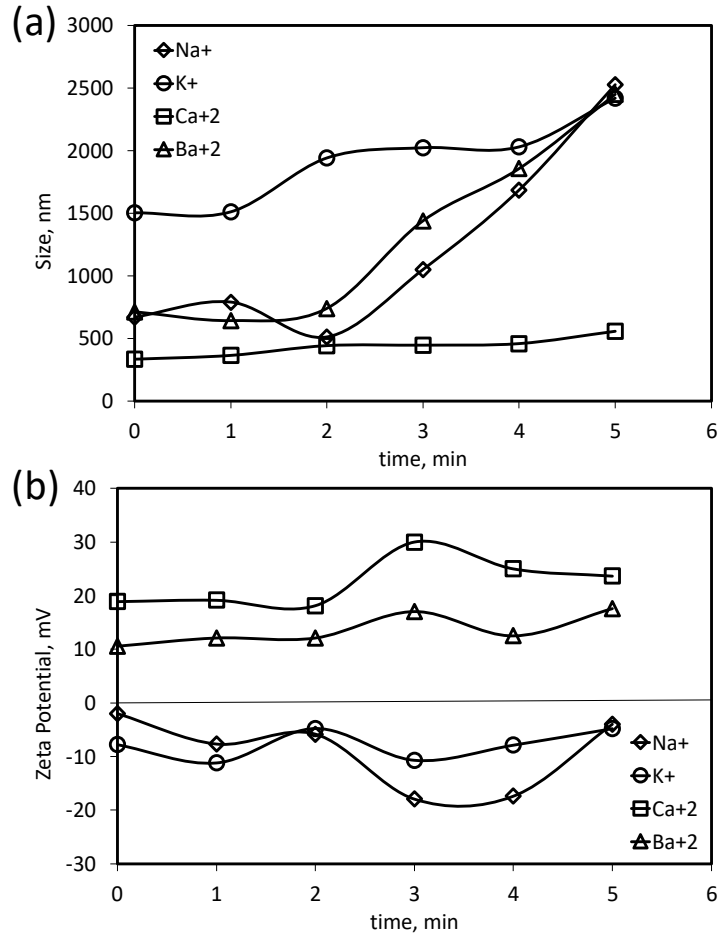 (a)
3000
2500
2000
1500
1000
500
0
Size, nm
Na+
K+
Ca+2
Ba+2
0 1 2 3 4 5 6
time, min
(b)
40
30
20
10
0
-10
-20
-30
Zeta Potential, mV
Na+
K+
Ca+2
Ba+2
0 1 2 3 4 5 6
time, min